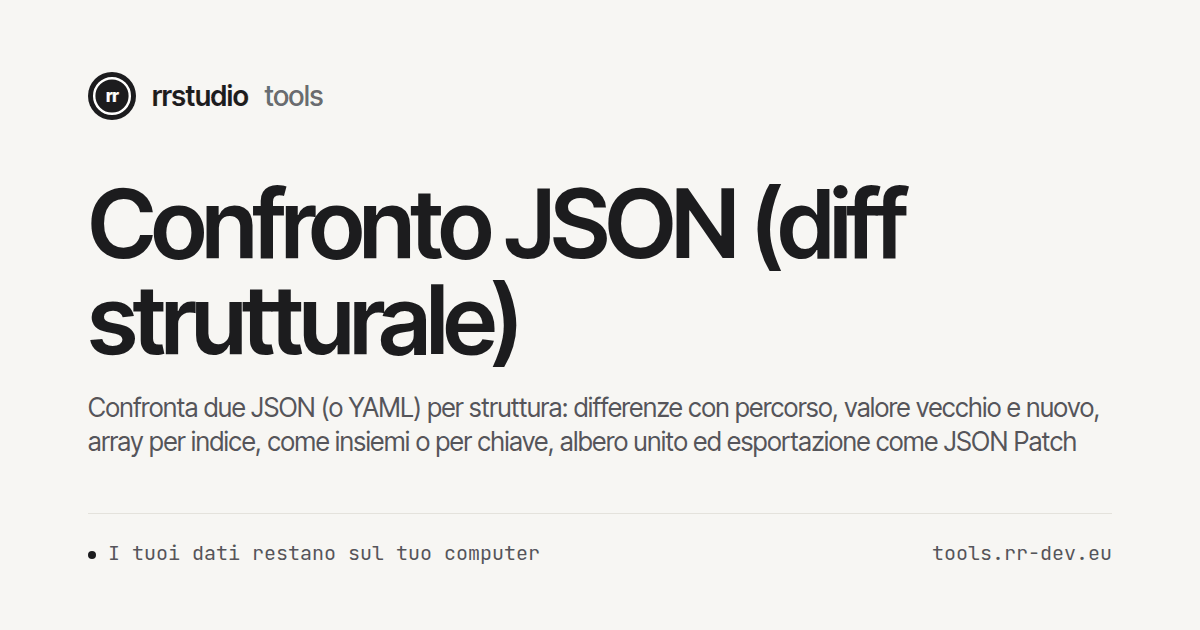 rr
rrstudio tools
Confronto JSON (diff
strutturale)
Confronta due JSON (o YAML) per struttura: differenze con percorso, valore vecchio e nuovo,
array per indice, come insiemi o per chiave, albero unito ed esportazione come JSON Patch
I tuoi dati restano sul tuo computer
tools.rr-dev.eu